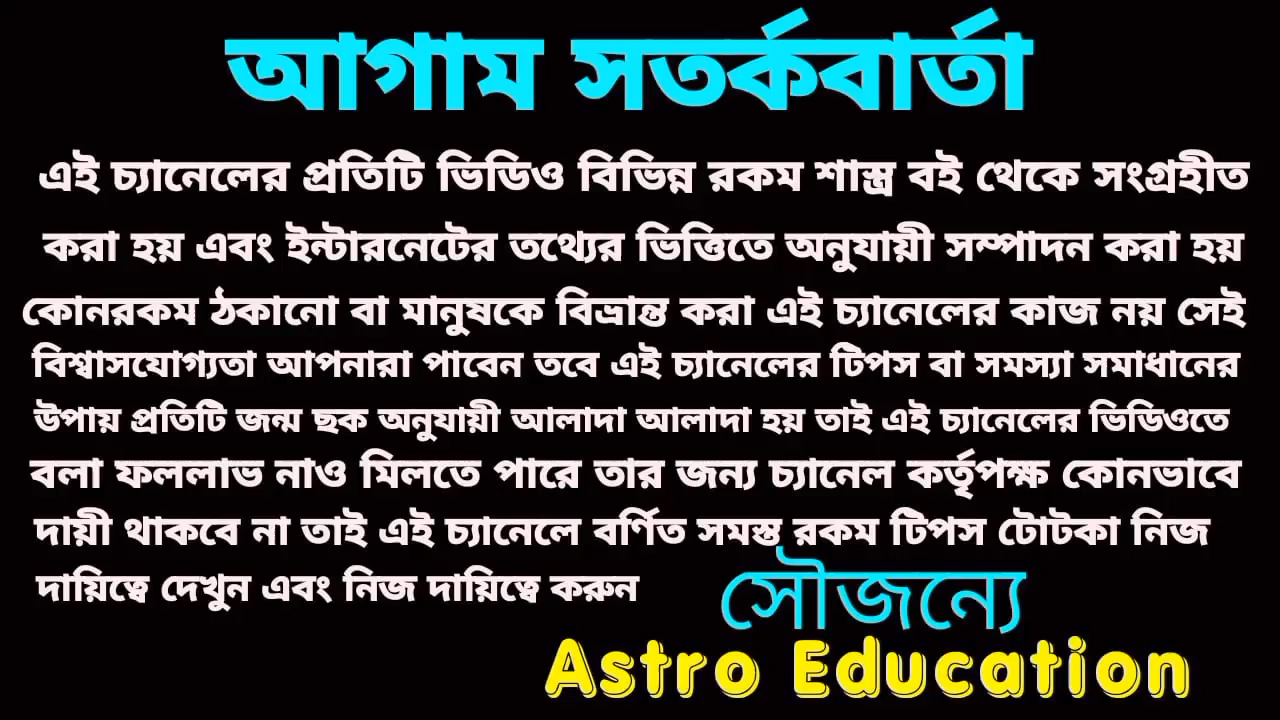 আগাম সতর্কবার্তা
এই চ্যানেলের প্রতিটি ভিডিও বিভিন্ন রকম শাস্ত্র বই থেকে সংগ্রহীত
করা হয় এবং ইন্টারনেটের তথ্যের ভিত্তিতে অনুযায়ী সম্পাদন করা হয়
কোনরকম ঠকানো বা মানুষকে বিভ্রান্ত করা এই চ্যানেলের কাজ নয় সেই
বিশ্বাসযোগ্যতা আপনারা পাবেন তবে এই চ্যানেলের টিপস বা সমস্যা সমাধানের
উপায় প্রতিটি জন্ম ছক অনুযায়ী আলাদা আলাদা হয় তাই এই চ্যানেলের ভিডিওতে
বলা ফললাভ নাও মিলতে পারে তার জন্য চ্যানেল কর্তৃপক্ষ কোনভাবে
দায়ী থাকবে না তাই এই চ্যানেলে বর্ণিত সমস্ত রকম টিপস টোটকা নিজ
দায়িত্বে দেখুন এবং নিজ দায়িত্বে করুন
সৌজন্যে
Astro Education